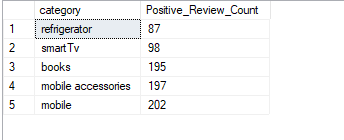 category Positive_Review_Count
1 refrigerator 87
2 smartTv 98
3 books 195
4 mobile accessories 197
5 mobile 202